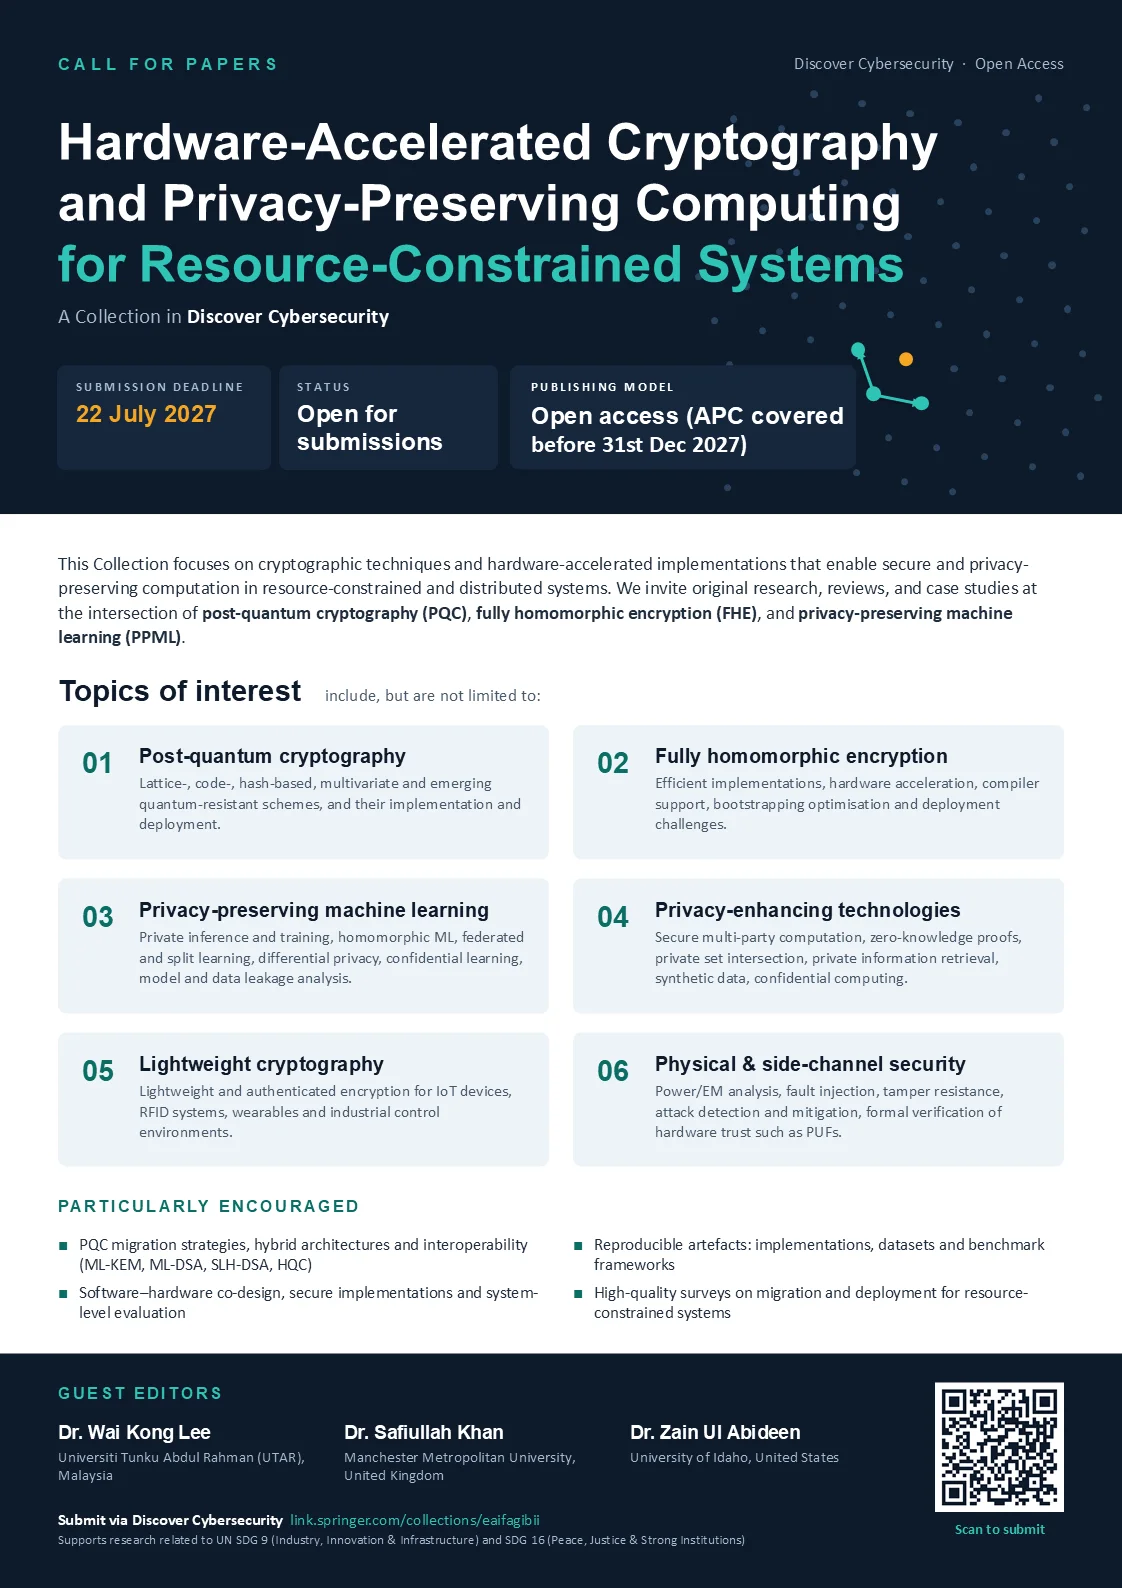 CALL FOR PAPERS
Discover Cybersecurity · Open Access
Hardware-Accelerated Cryptography
and Privacy-Preserving Computing
for Resource-Constrained Systems
A Collection in Discover Cybersecurity
SUBMISSION DEADLINE
22 July 2027
STATUS
Open for
submissions
PUBLISHING MODEL
Open access (APC covered
before 31st Dec 2027)
This Collection focuses on cryptographic techniques and hardware-accelerated implementations that enable secure and privacy-
preserving computation in resource-constrained and distributed systems. We invite original research, reviews, and case studies at
the intersection of post-quantum cryptography (PQC), fully homomorphic encryption (FHE), and privacy-preserving machine
learning (PPML).
Topics of interest include, but are not limited to:
01 Post-quantum cryptography
Lattice-, code-, hash-based, multivariate and emerging
quantum-resistant schemes, and their implementation and
deployment.
02 Fully homomorphic encryption
Efficient implementations, hardware acceleration, compiler
support, bootstrapping optimisation and deployment
challenges.
03 Privacy-preserving machine learning
Private inference and training, homomorphic ML, federated
and split learning, differential privacy, confidential learning,
model and data leakage analysis.
04 Privacy-enhancing technologies
Secure multi-party computation, zero-knowledge proofs,
private set intersection, private information retrieval,
synthetic data, confidential computing.
05 Lightweight cryptography
Lightweight and authenticated encryption for IoT devices,
RFID systems, wearables and industrial control
environments.
06 Physical & side-channel security
Power/EM analysis, fault injection, tamper resistance,
attack detection and mitigation, formal verification of
hardware trust such as PUFs.
PARTICULARLY ENCOURAGED
■ PQC migration strategies, hybrid architectures and interoperability
(ML-KEM, ML-DSA, SLH-DSA, HQC)
■ Software–hardware co-design, secure implementations and system-
level evaluation
■ Reproducible artefacts: implementations, datasets and benchmark
frameworks
■ High-quality surveys on migration and deployment for resource-
constrained systems
GUEST EDITORS
Dr. Wai Kong Lee
Universiti Tunku Abdul Rahman (UTAR),
Malaysia
Dr. Safiullah Khan
Manchester Metropolitan University,
United Kingdom
Dr. Zain Ul Abideen
University of Idaho, United States
Submit via Discover Cybersecurity link.springer.com/collections/eaifagibii
Supports research related to UN SDG 9 (Industry, Innovation & Infrastructure) and SDG 16 (Peace, Justice & Strong Institutions)
Scan to submit